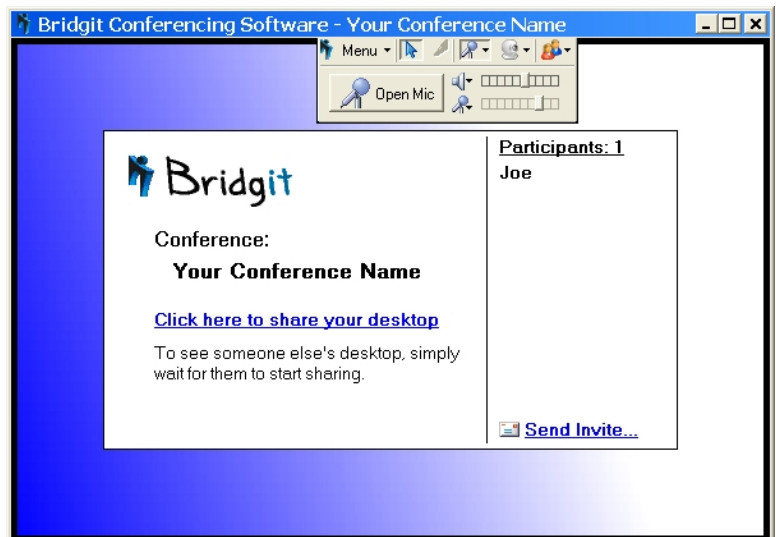 Bridgit Conferencing Software - Your Conference Name
Menu
Open Mic
Bridgit
Conference:
Your Conference Name
Click here to share your desktop
To see someone else's desktop, simply
wait for them to start sharing.
Participants: 1
Joe
Send Invite...